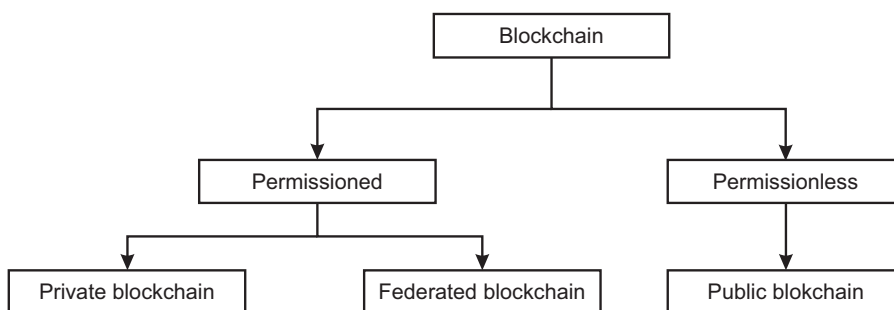 Blockchain
Permissioned
Permissionless
Private blockchain
Federated blockchain
Public blokchain